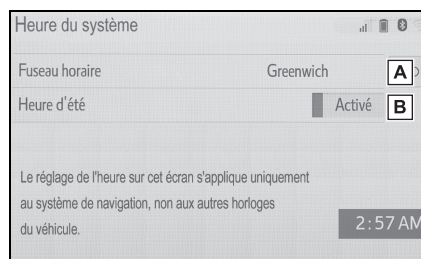 Heure du système
Fuseau horaire Greenwich A
Heure d'été Activé B
Le réglage de l'heure sur cet écran s'applique uniquement
au système de navigation, non aux autres horloges
du véhicule.
2:57 AM